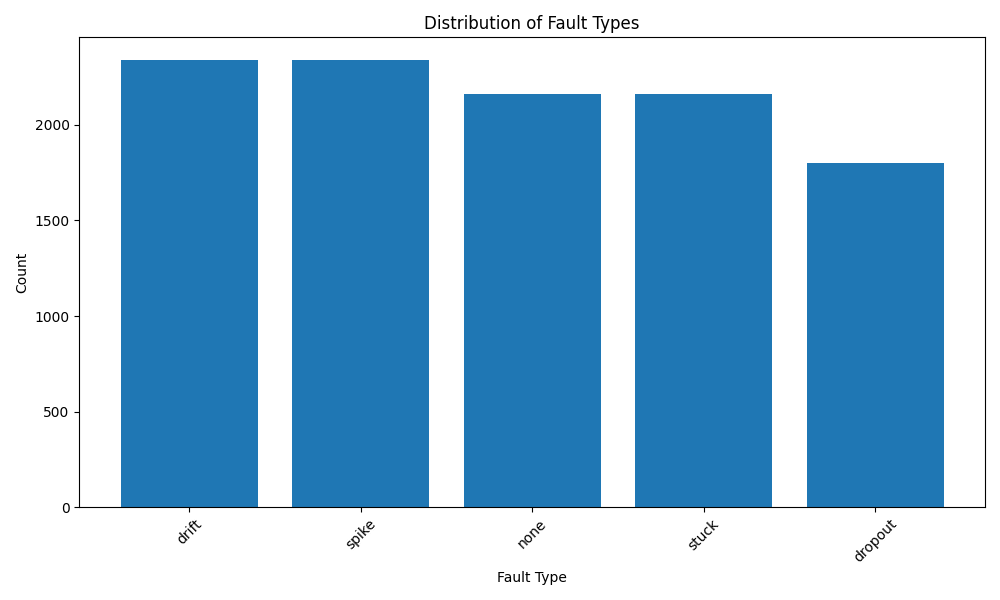 Distribution of Fault Types
Count
2000
1500
1000
500
0
drift
spike
none
stuck
dropout
Fault Type